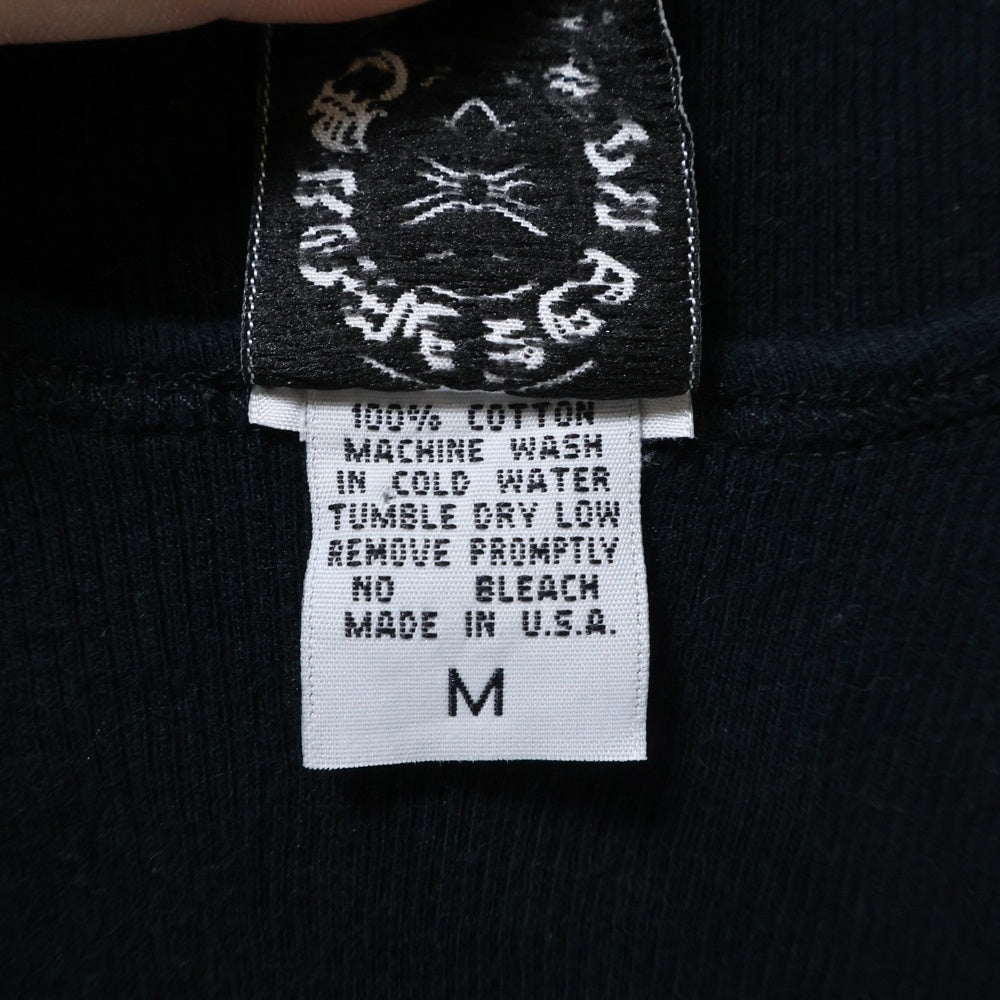 100% COTTON
MACHINE WASH
IN COLD WATER
TUMBLE DRY LOW
REMOVE PROMPTLY
NO BLEACH
MADE IN U.S.A.
M